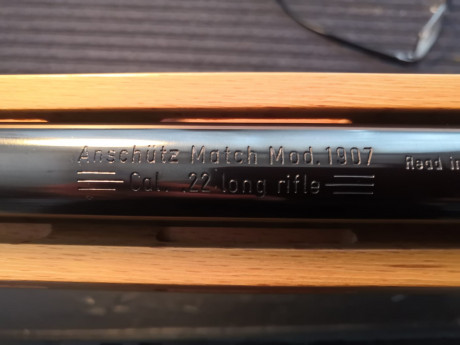 Anschütz Match Mod. 1907
Cal. .22 long rifle
Read in